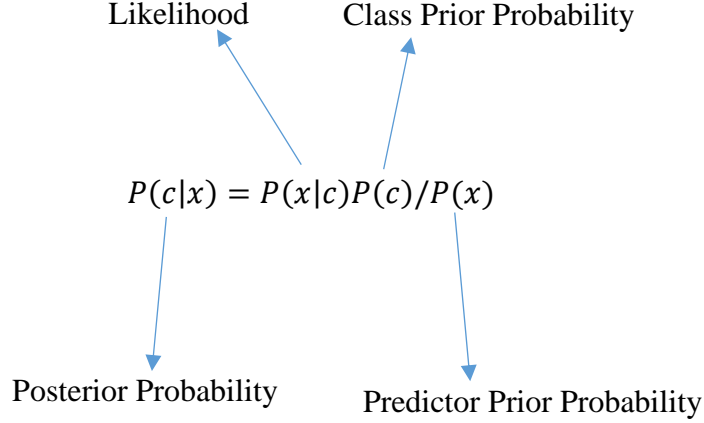 Likelihood
Class Prior Probability
P(c|x) = P(x|c)P(c)/P(x)
Posterior Probability
Predictor Prior Probability